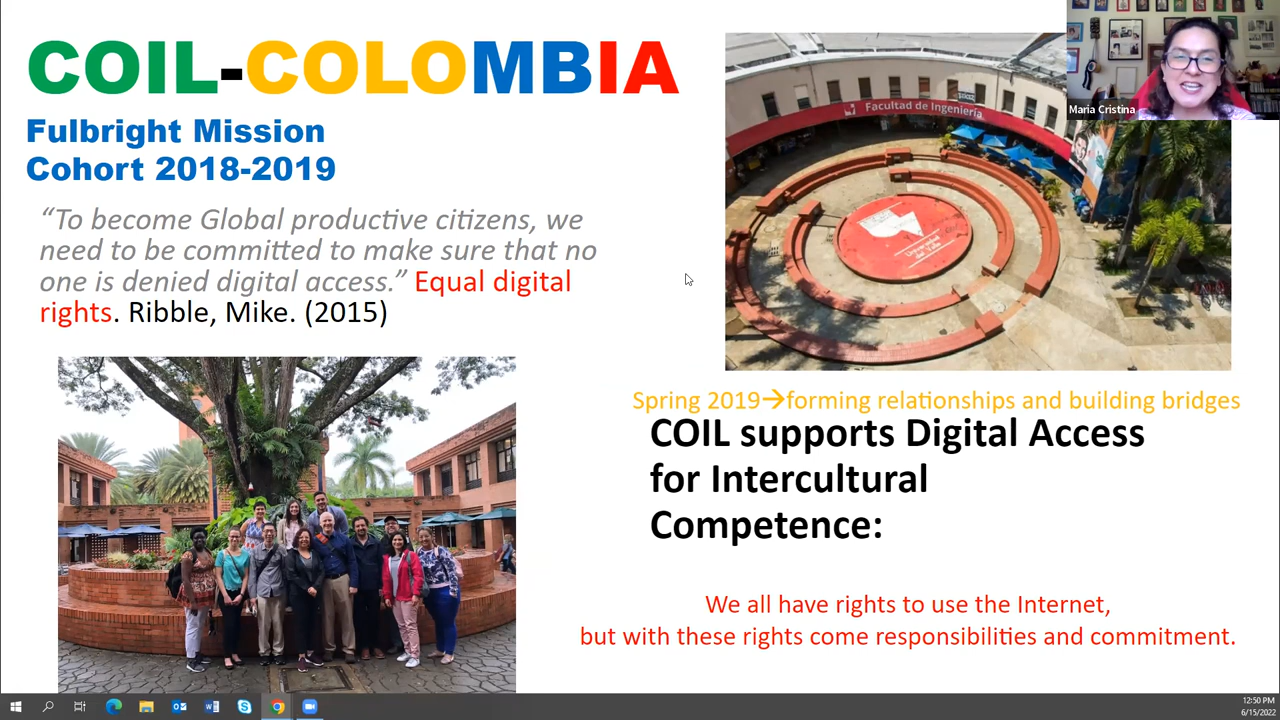 COIL-COLOMBIA
Fulbright Mission
Cohort 2018-2019
“To become Global productive citizens, we
need to be committed to make sure that no
one is denied digital access.” Equal digital
rights. Ribble, Mike. (2015)
Facultad de Ingeniería
Maria Cristina
Spring 2019→forming relationships and building bridges
COIL supports Digital Access
for Intercultural
Competence:
We all have rights to use the Internet,
but with these rights come responsibilities and commitment.
12:50 PM
6/15/2022